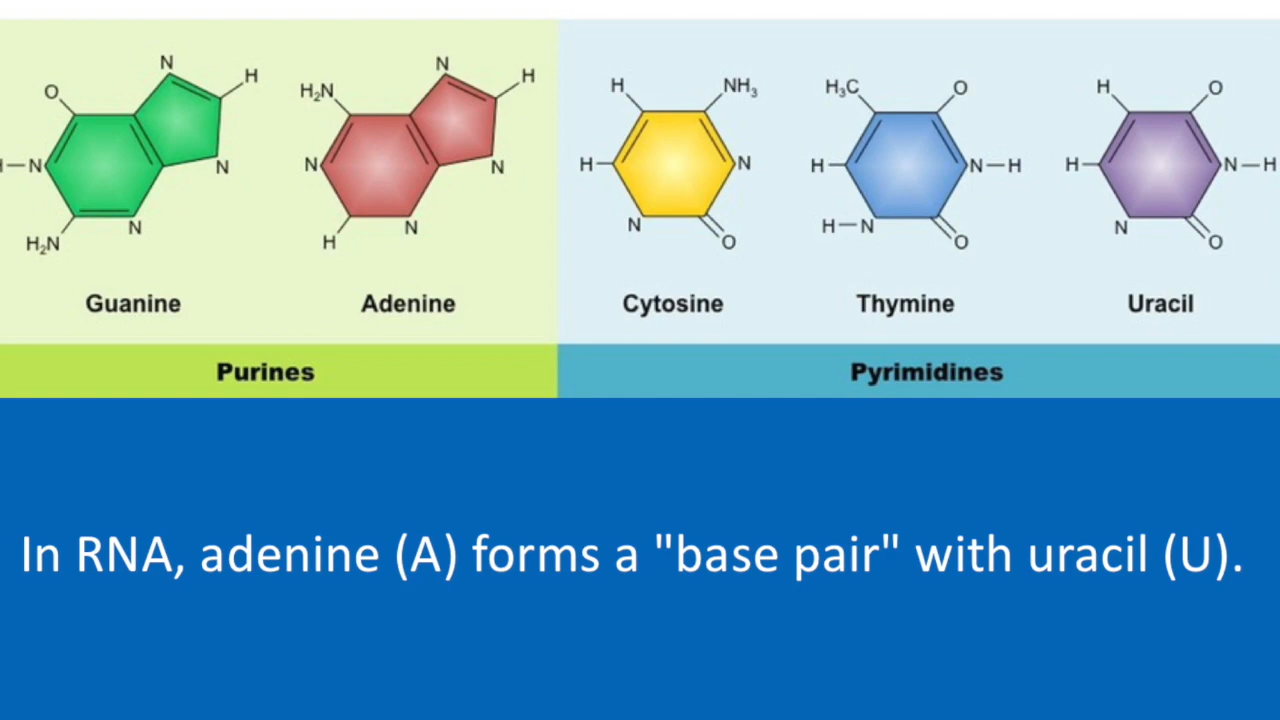 N
H
O
H–N
N
H₂N
N
Guanine
N
H
H₂N
N
N
H
N
Adenine
H
NH₃
H
N
N
O
Cytosine
H₃C
O
H
N–H
H–N
O
Thymine
H
O
H
N–H
N
O
Uracil
Purines
Pyrimidines
In RNA, adenine (A) forms a "base pair" with uracil (U).